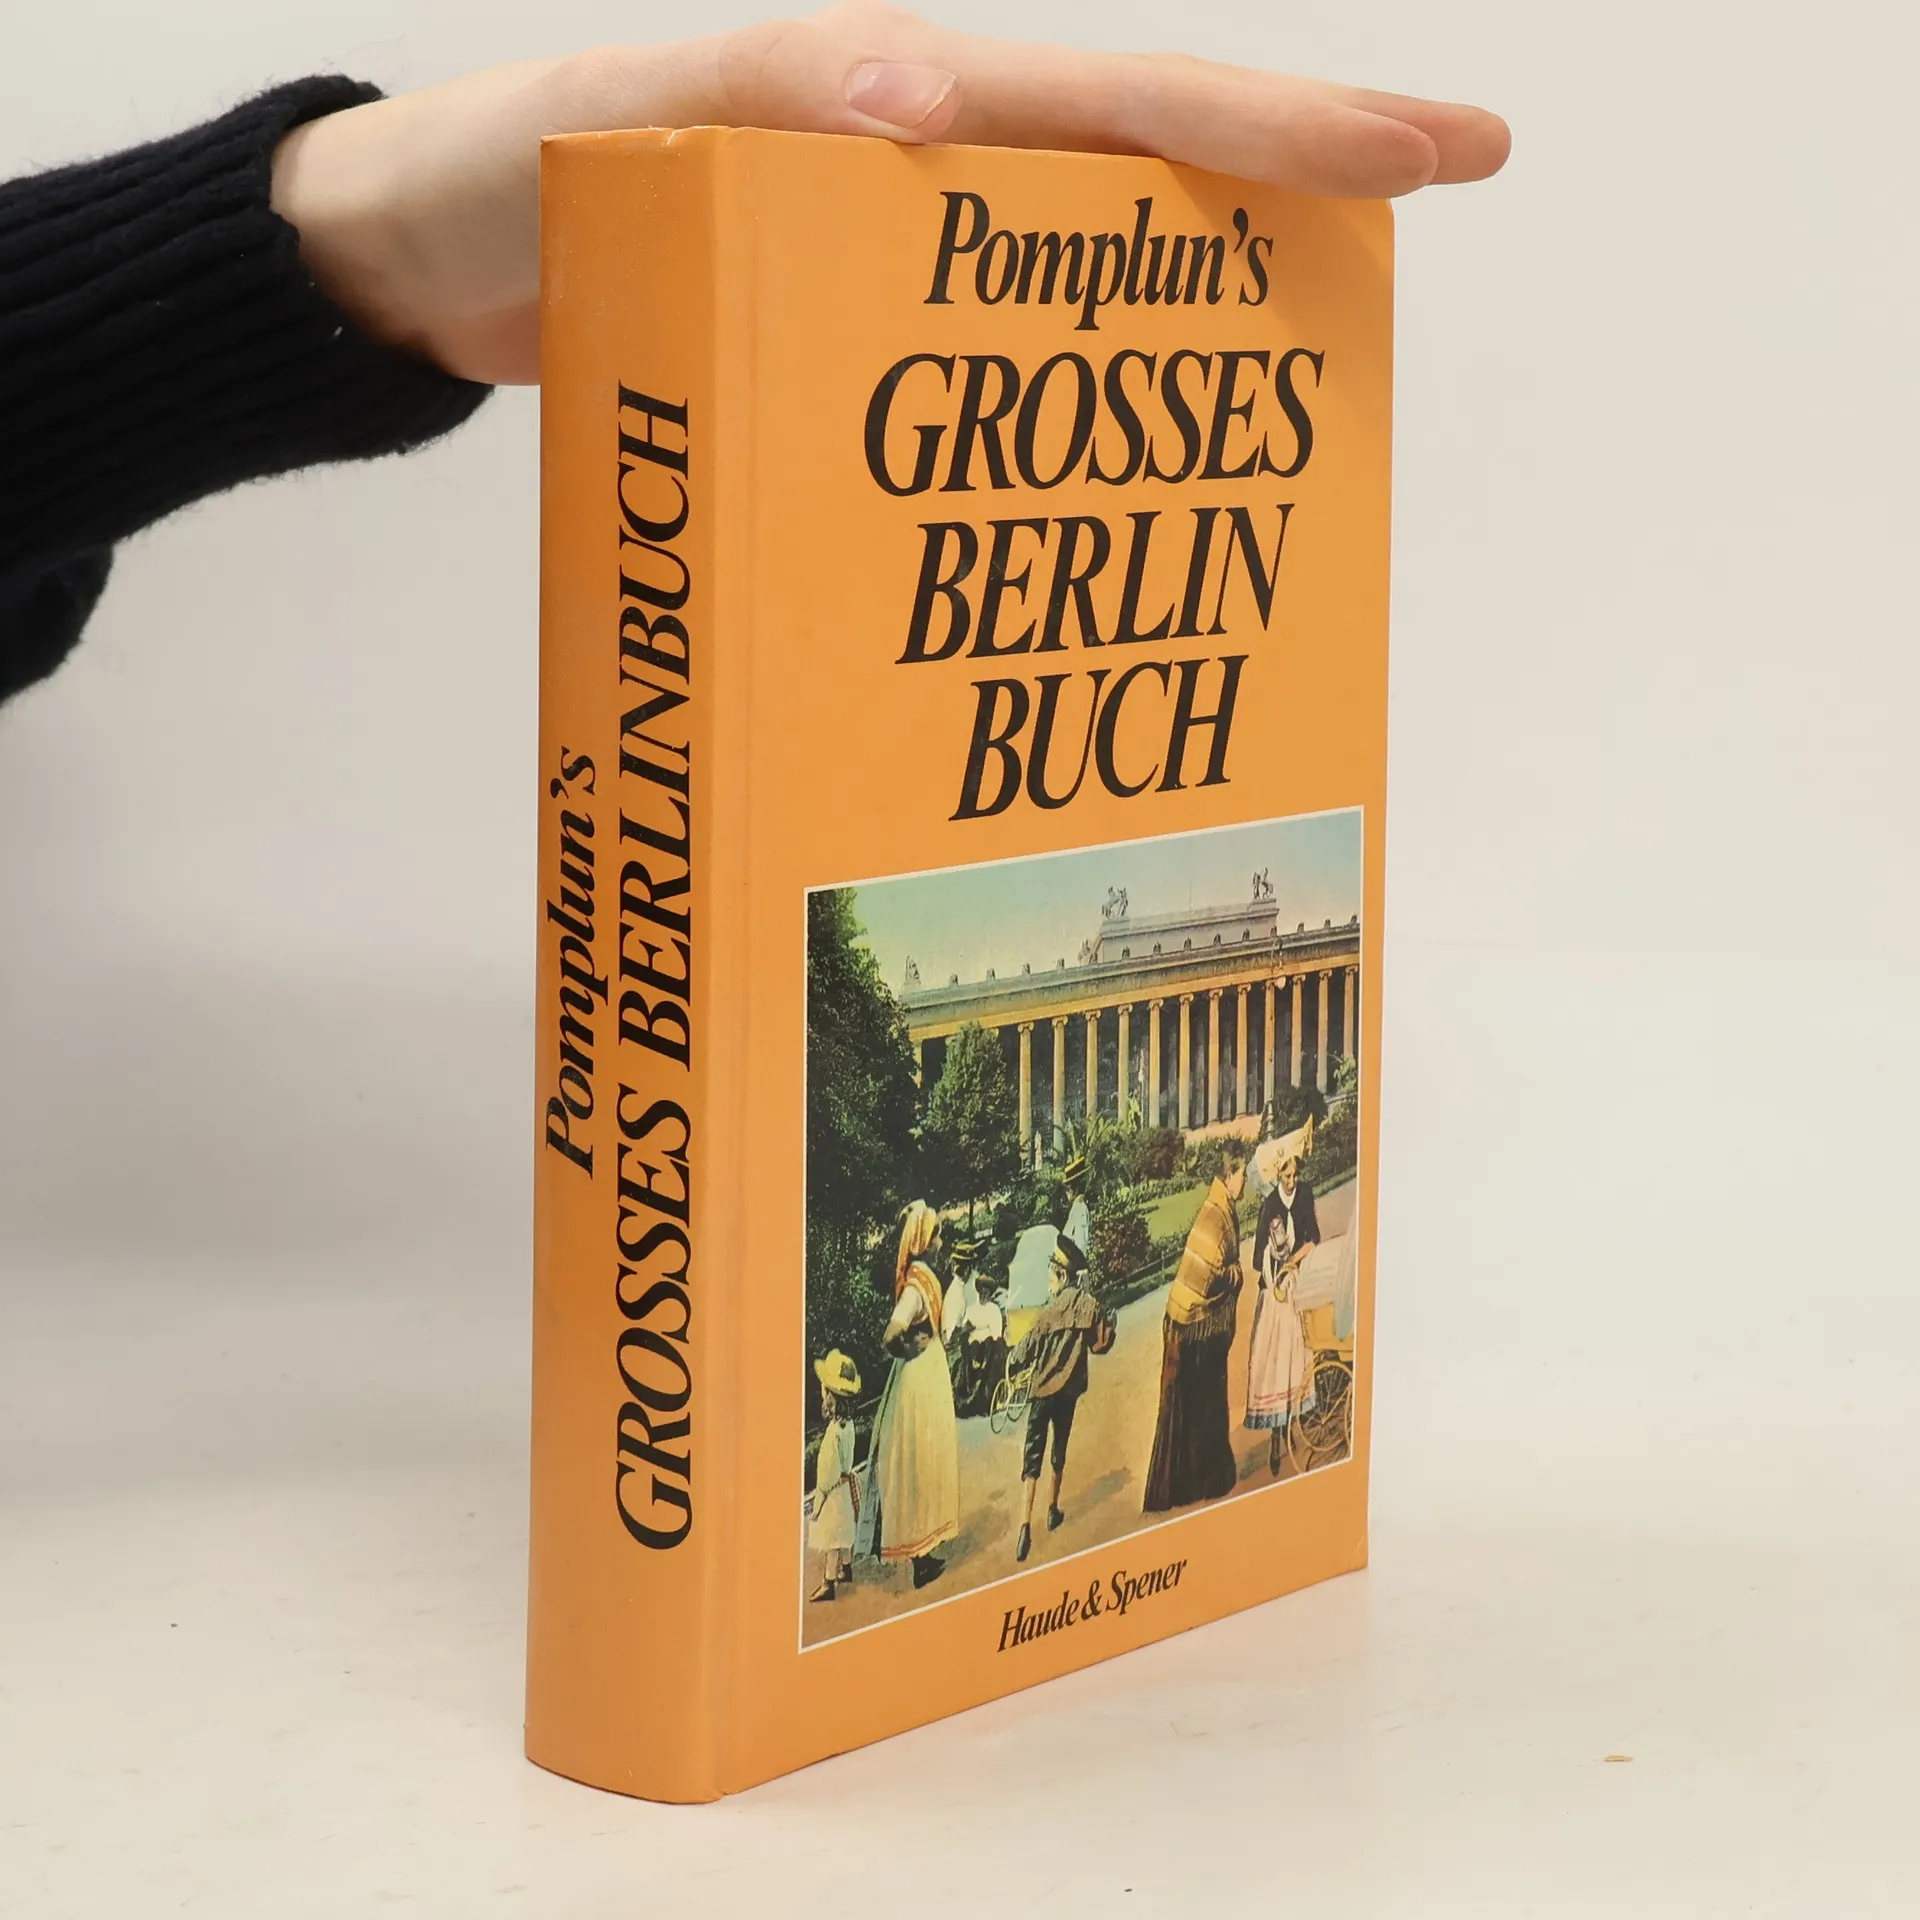 Pomplun's
GROSSES
BERLIN
BUCH
Haude & Spener
Pomplun's
GROSSES BERLINBUCH